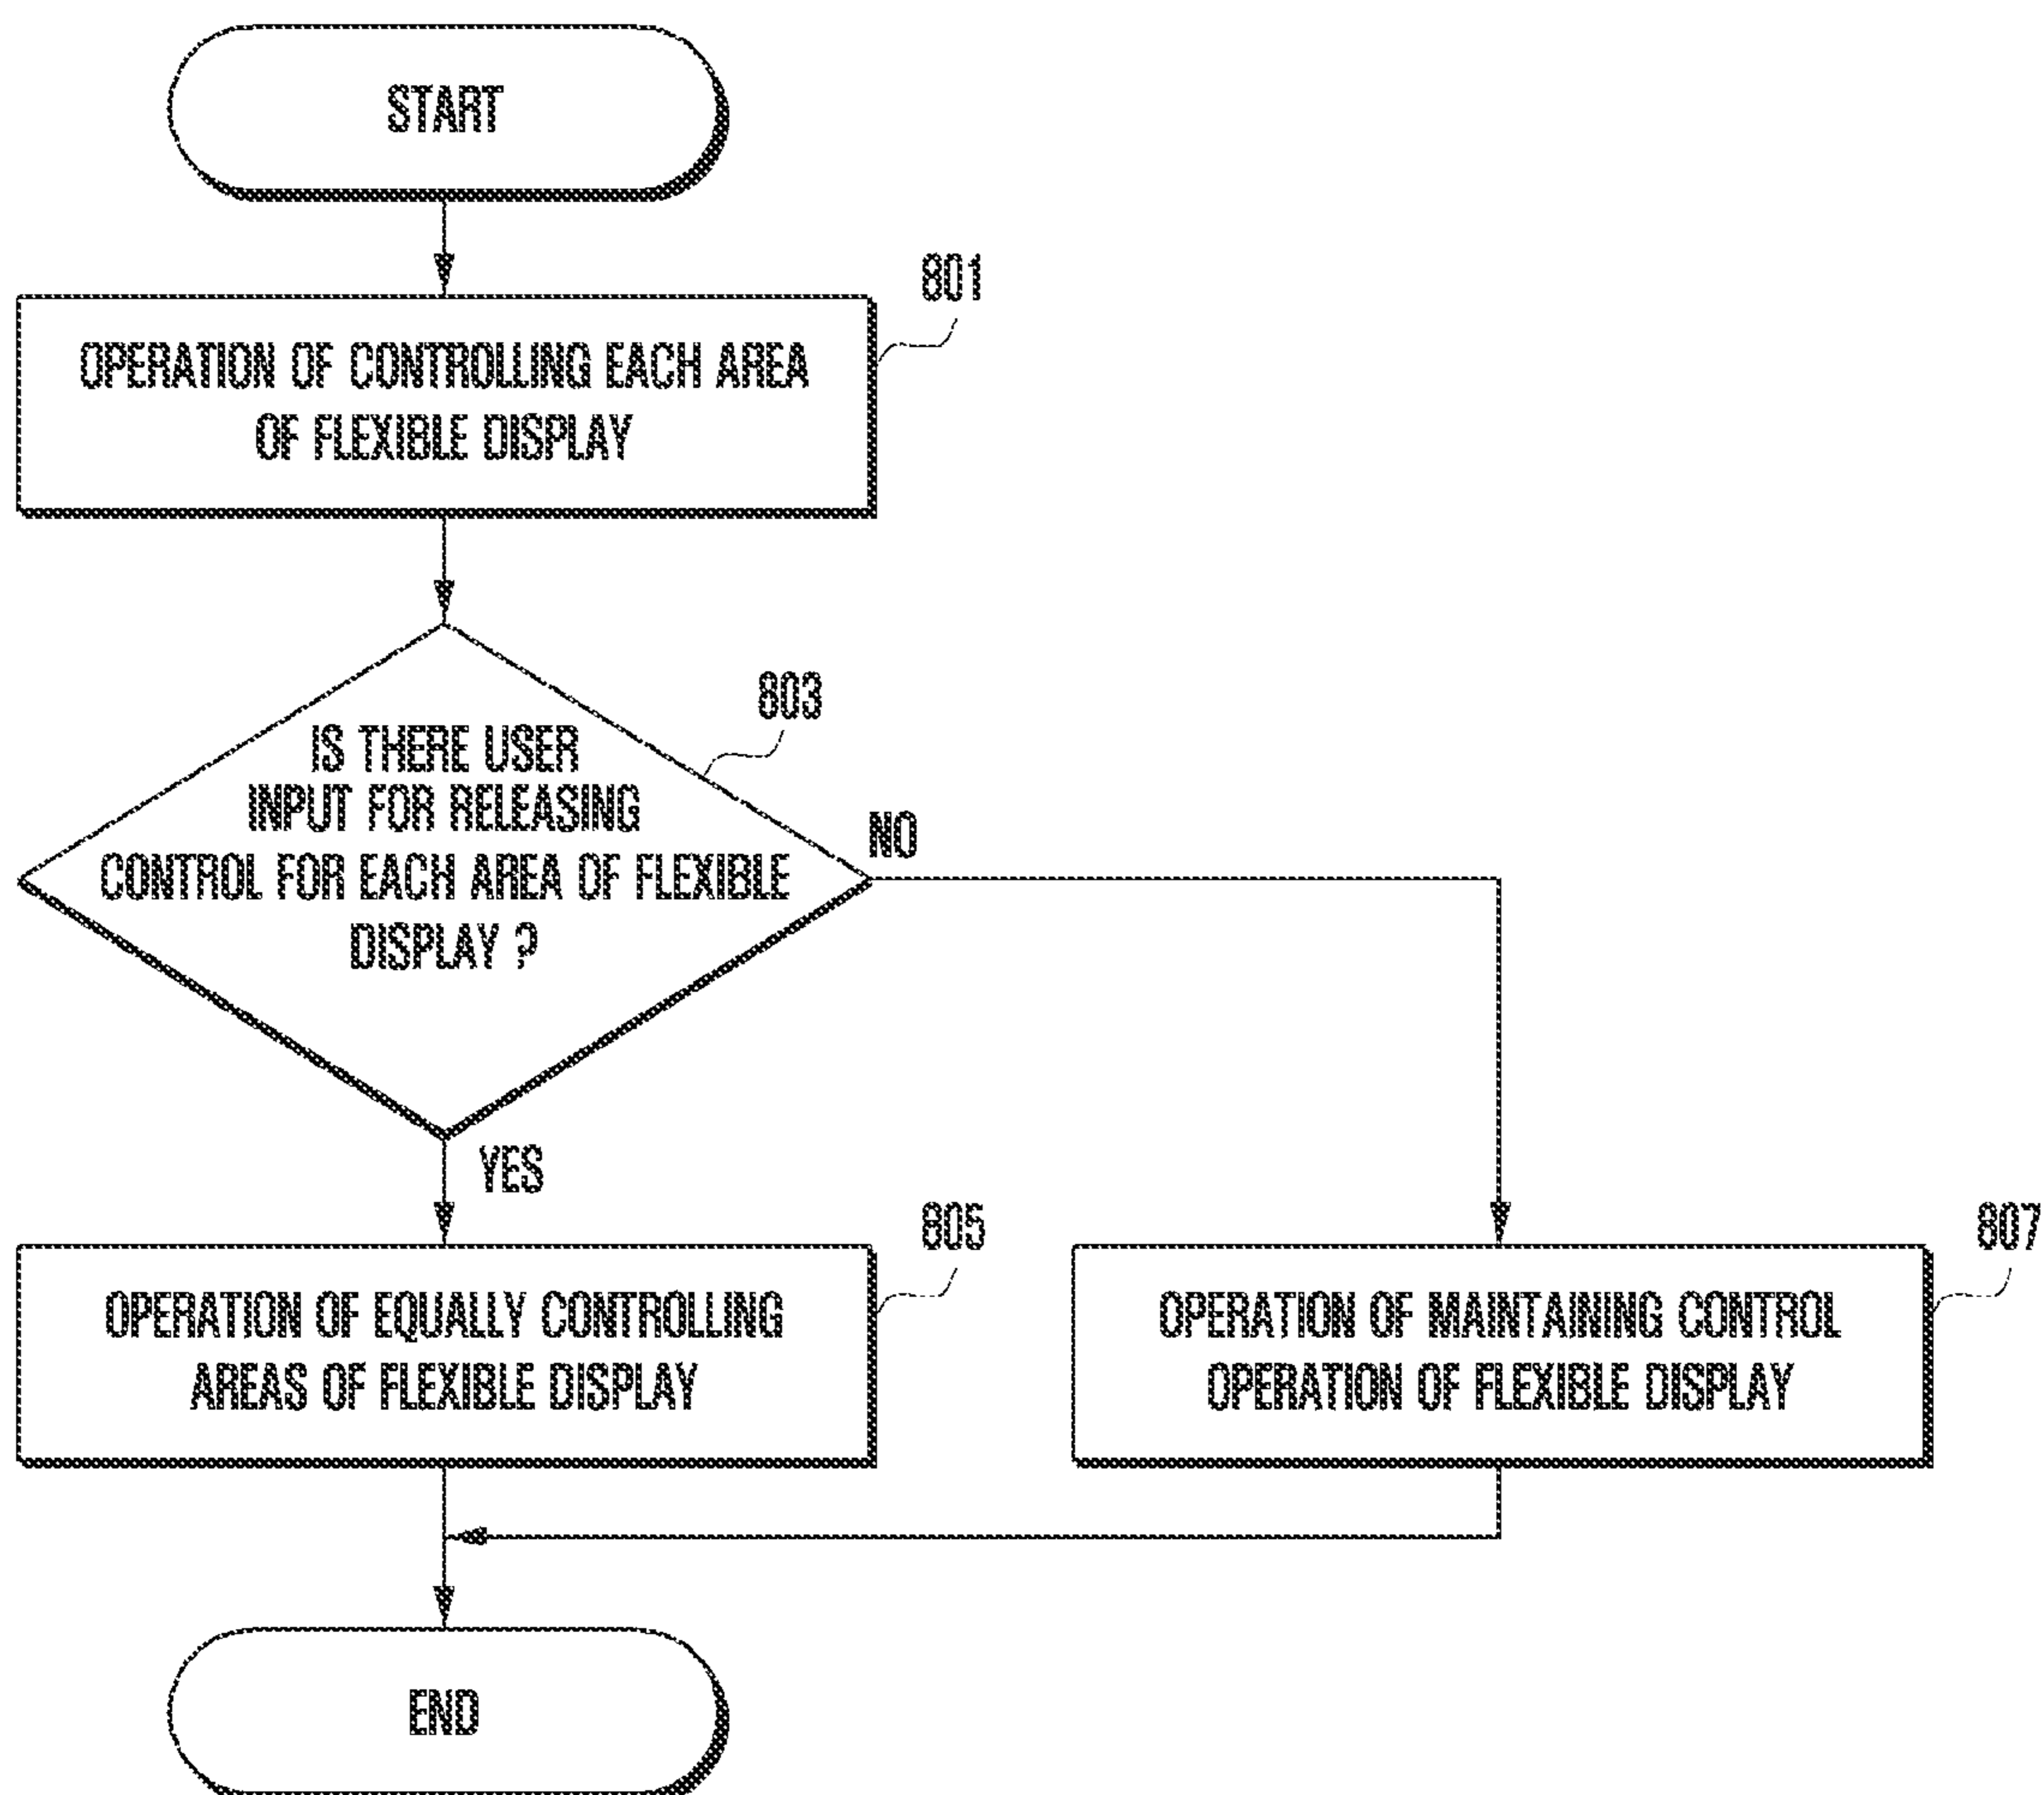 START
801
OPERATION OF CONTROLLING EACH AREA
OF FLEXIBLE DISPLAY
803
IS THERE USER
INPUT FOR RELEASING
CONTROL FOR EACH AREA OF FLEXIBLE
DISPLAY ?
NO
YES
805
OPERATION OF EQUALLY CONTROLLING
AREAS OF FLEXIBLE DISPLAY
807
OPERATION OF MAINTAINING CONTROL
OPERATION OF FLEXIBLE DISPLAY
END